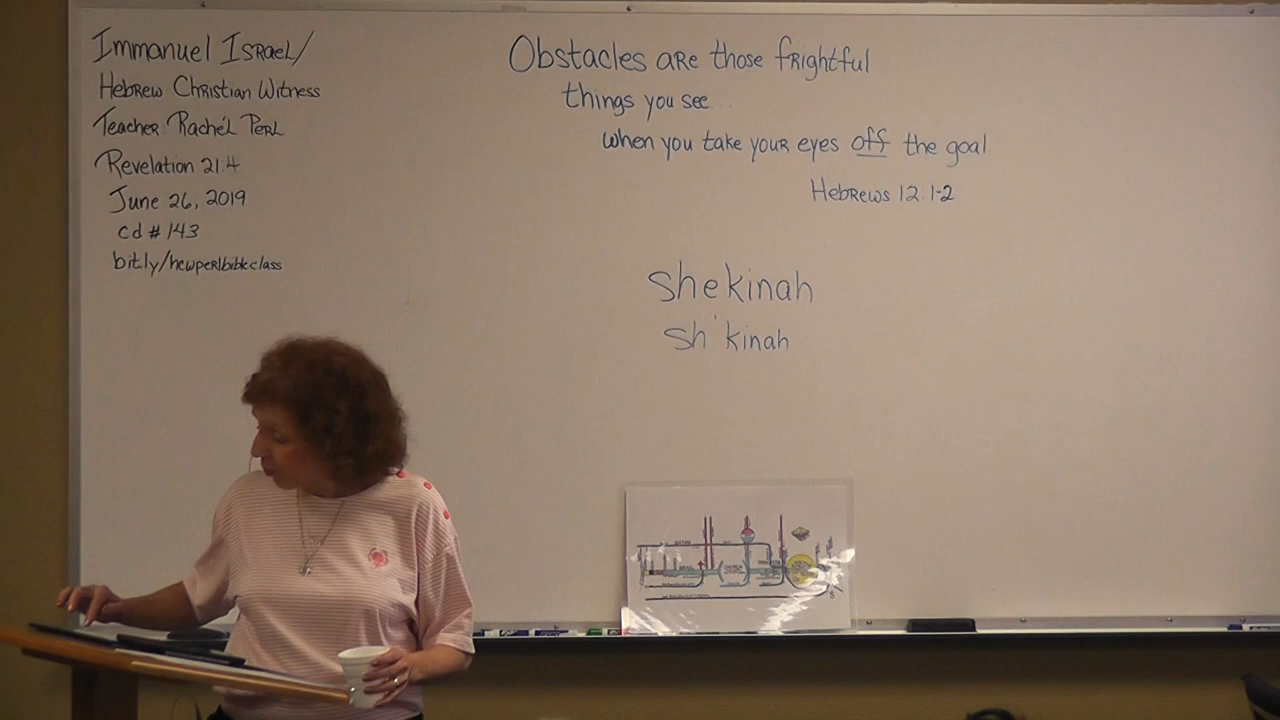 Immanuel Israel/
Hebrew Christian Witness
Teacher: Rachél Perl
Revelation 21:4
June 26, 2019
cd # 143
bit.ly/newperlbibleclass
Obstacles are those frightful
things you see...
when you take your eyes off the goal
Hebrews 12:1-2
shekinah
sh'kinah